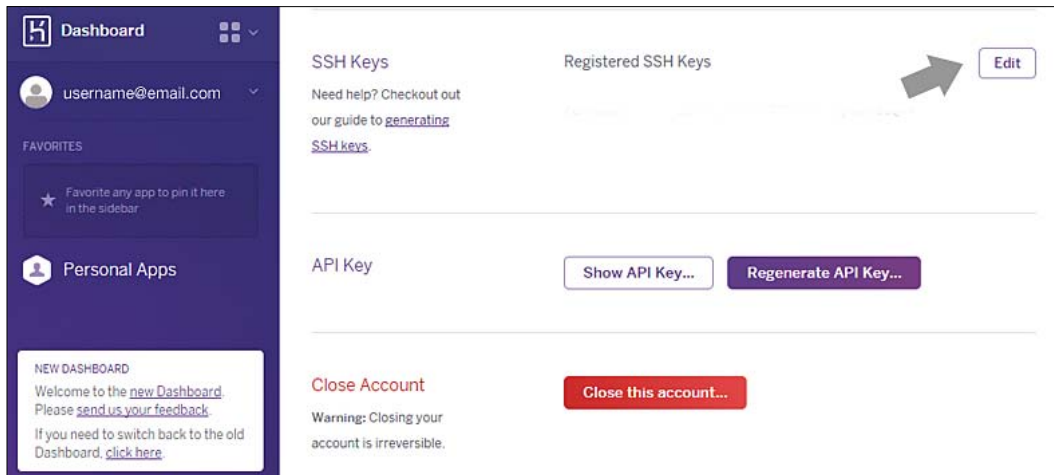 Dashboard
username@email.com
FAVORITES
Favorite any app to pin it here
in the sidebar
Personal Apps
NEW DASHBOARD
Welcome to the new Dashboard.
Please send us your feedback.
If you need to switch back to the old
Dashboard, click here.
SSH Keys
Need help? Checkout out
our guide to generating
SSH keys.
Registered SSH Keys
Edit
API Key
Show API Key...
Regenerate API Key...
Close Account
Warning: Closing your
account is irreversible.
Close this account...